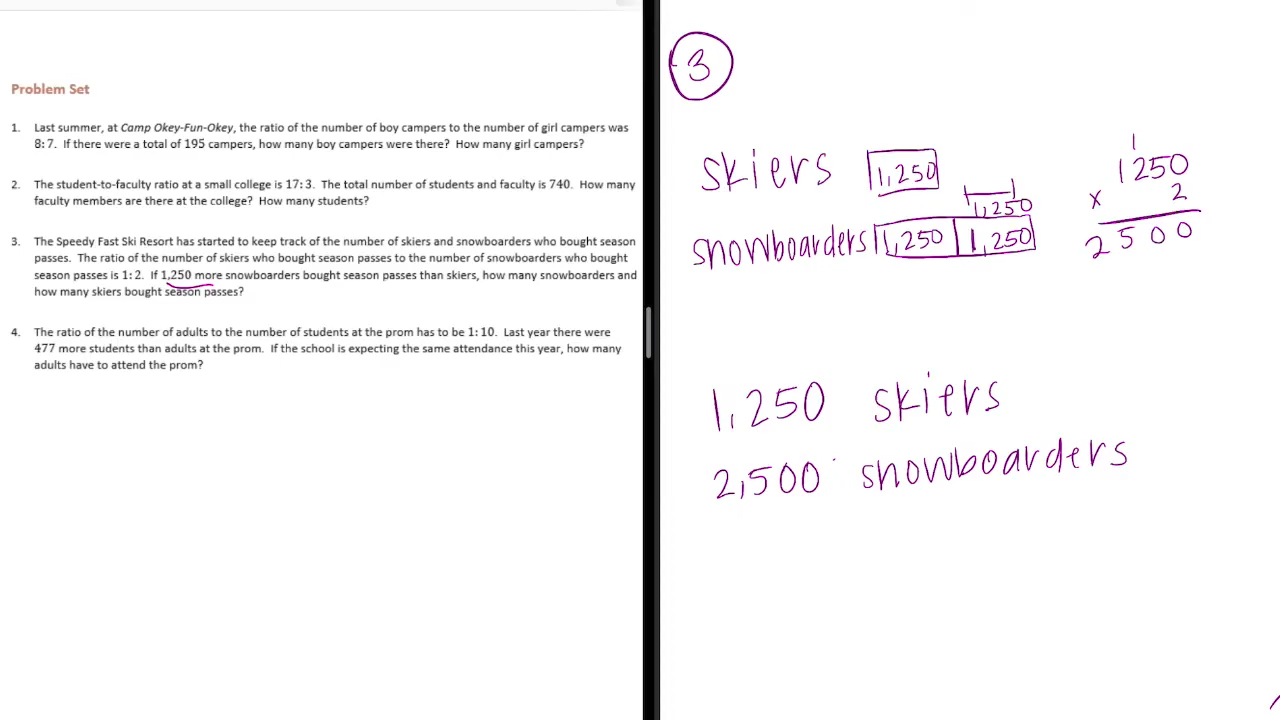 Problem Set
1. Last summer, at Camp Okey-Fun-Okey, the ratio of the number of boy campers to the number of girl campers was
8:7. If there were a total of 195 campers, how many boy campers were there? How many girl campers?
2. The student-to-faculty ratio at a small college is 17:3. The total number of students and faculty is 740. How many
faculty members are there at the college? How many students?
3. The Speedy Fast Ski Resort has started to keep track of the number of skiers and snowboarders who bought season
passes. The ratio of the number of skiers who bought season passes to the number of snowboarders who bought
season passes is 1:2. If 1,250 more snowboarders bought season passes than skiers, how many snowboarders and
how many skiers bought season passes?
4. The ratio of the number of adults to the number of students at the prom has to be 1:10. Last year there were
477 more students than adults at the prom. If the school is expecting the same attendance this year, how many
adults have to attend the prom?
3
skiers 1,250
1,250
snowboarders 1,250 1,250
1
1250
x 2
2500
1,250 skiers
2,500 snowboarders